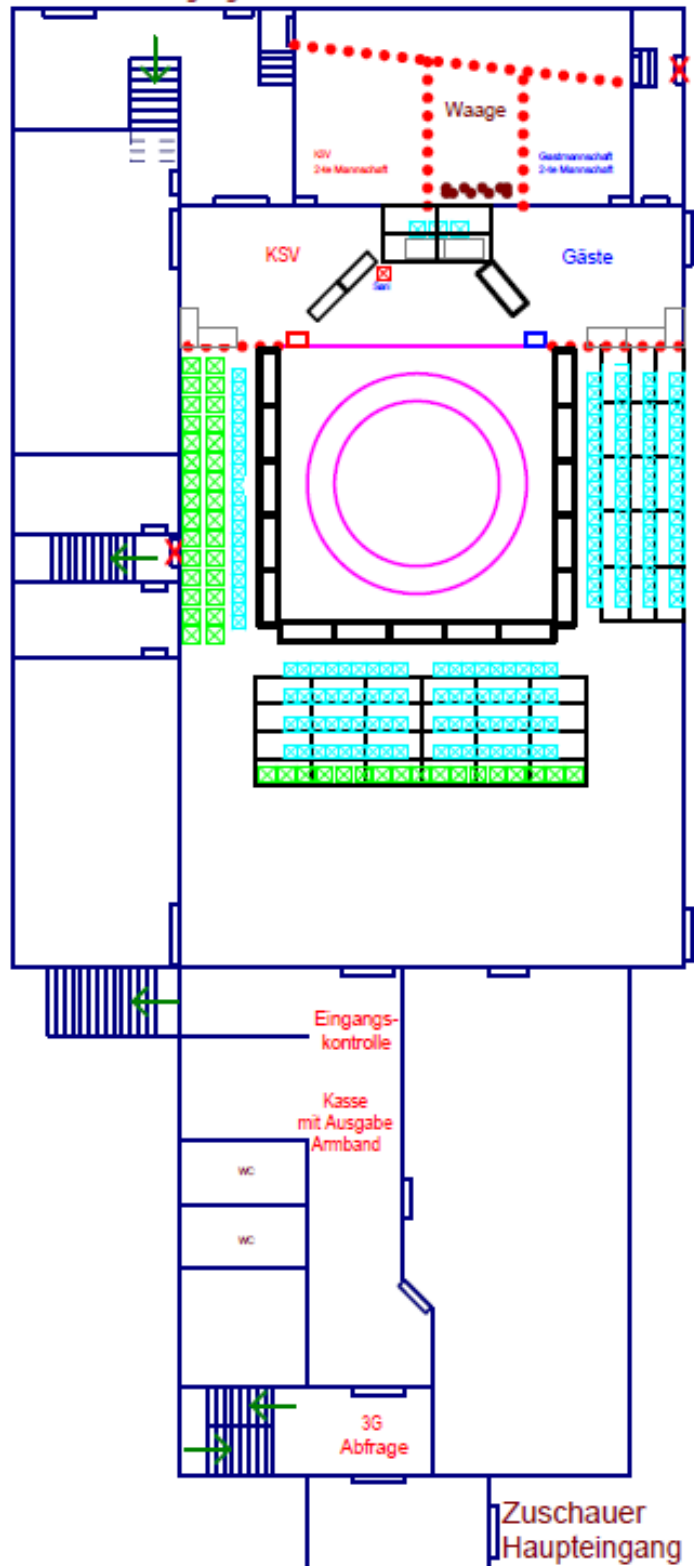 Waage
KSV
2-te Mannschaft
Gastmannschaft
2-te Mannschaft
KSV
Gäste
Sani
Eingangs-
kontrolle
Kasse
mit Ausgabe
Armband
WC
WC
3G
Abfrage
Zuschauer
Haupteingang